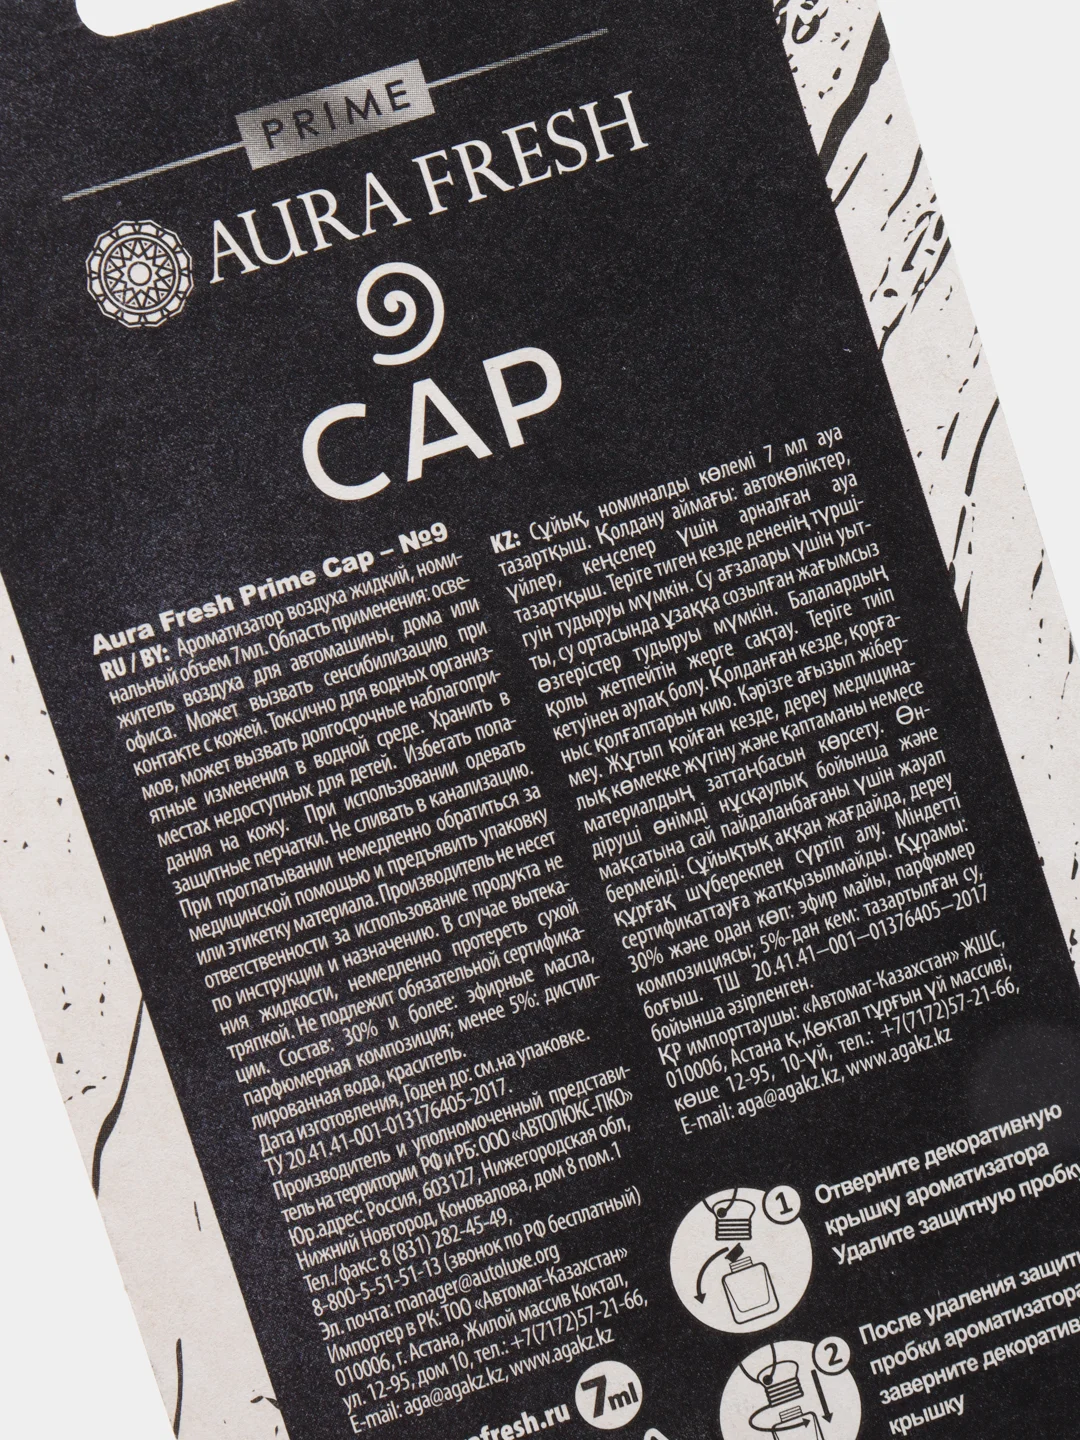 PRIME
AURA FRESH
9
CAP
Aura Fresh Prime Cap – №9
RU / BY: Ароматизатор воздуха жидкий, номи-
нальный объем 7мл. Область применения: осве-
житель воздуха для автомашины, дома или
офиса. Может вызвать сенсибилизацию при
контакте с кожей. Токсично для водных организ-
мов, может вызвать долгосрочные наблагопри-
ятные изменения в водной среде. Хранить в
местах недоступных для детей. Избегать попа-
дания на кожу. При использовании одевать
защитные перчатки. Не сливать в канализацию.
При проглатывании немедленно обратиться за
медицинской помощью и предъявить упаковку
или этикетку материала. Производитель не несет
ответственности за использование продукта не
по инструкции и назначению. В случае вытека-
ния жидкости, немедленно протереть сухой
тряпкой. Не подлежит обязательной сертифика-
ции. Состав: 30% и более: эфирные масла,
парфюмерная композиция; менее 5%: дистил-
лированная вода, краситель.
Дата изготовления, Годен до: см.на упаковке.
ТУ 20.41.41-001-013176405-2017.
Производитель и уполномоченный представи-
тель на территории РФ и РБ: ООО «АВТОЛЮКС-ПКО»
Юр.адрес: Россия, 603127, Нижегородская обл,
Нижний Новгород, Коновалова, дом 8 пом.1
Тел./факс 8 (831) 282-45-49,
8-800-5-51-51-13 (звонок по РФ бесплатный)
Эл. почта: manager@autoluxe.org
Импортер в РК: ТОО «Автомаг-Казахстан»
010006, г. Астана, Жилой массив Коктал,
ул. 12-95, дом 10, тел.: +7(7172)57-21-66,
E-mail: aga@agakz.kz, www.agakz.kz
nfresh.ru
7ml
KZ: Сұйық, номиналды көлемі 7 мл ауа
тазартқыш. Қолдану аймағы: автокөліктер,
үйлер, кеңселер үшін арналған ауа
тазартқыш. Теріге тиген кезде дененің түрші-
гуін тудыруы мүмкін. Су ағзалары үшін уыт-
ты, су ортасында ұзаққа созылған жағымсыз
өзгерістер тудыруы мүмкін. Балалардың
қолы жетпейтін жерге сақтау. Теріге тиіп
кетуінен аулақ болу. Қолданған кезде, қорға-
ныс қолғаптарын кию. Кәрізге ағызып жібер-
меу. Жұтып қойған кезде, дереу медицина-
лық көмекке жүгіну және қаптаманы немесе
материалдың заттаңбасын көрсету. Өн-
діруші өнімді нұсқаулық бойынша және
мақсатына сай пайдаланбағаны үшін жауап
бермейді. Сұйықтық аққан жағдайда, дереу
құрғақ шүберекпен сүртіп алу. Міндетті
сертификаттауға жатқызылмайды. Құрамы:
30% және одан көп: эфир майы, парфюмер
композициясы; 5%-дан кем: тазартылған су,
боғыш. ТШ 20.41.41–001–01376405–2017
бойынша әзірленген.
ҚР импорттаушы: «Автомаг-Казахстан» ЖШС,
010006, Астана қ.,Көктал тұрғын үй массиві,
көше 12-95, 10-үй, тел.: +7(7172)57-21-66,
E-mail: aga@agakz.kz, www.agakz.kz
1
Отверните декоративную
крышку ароматизатора
Удалите защитную пробку
2
После удаления защитн
пробки ароматизатора
заверните декоратив
крышку